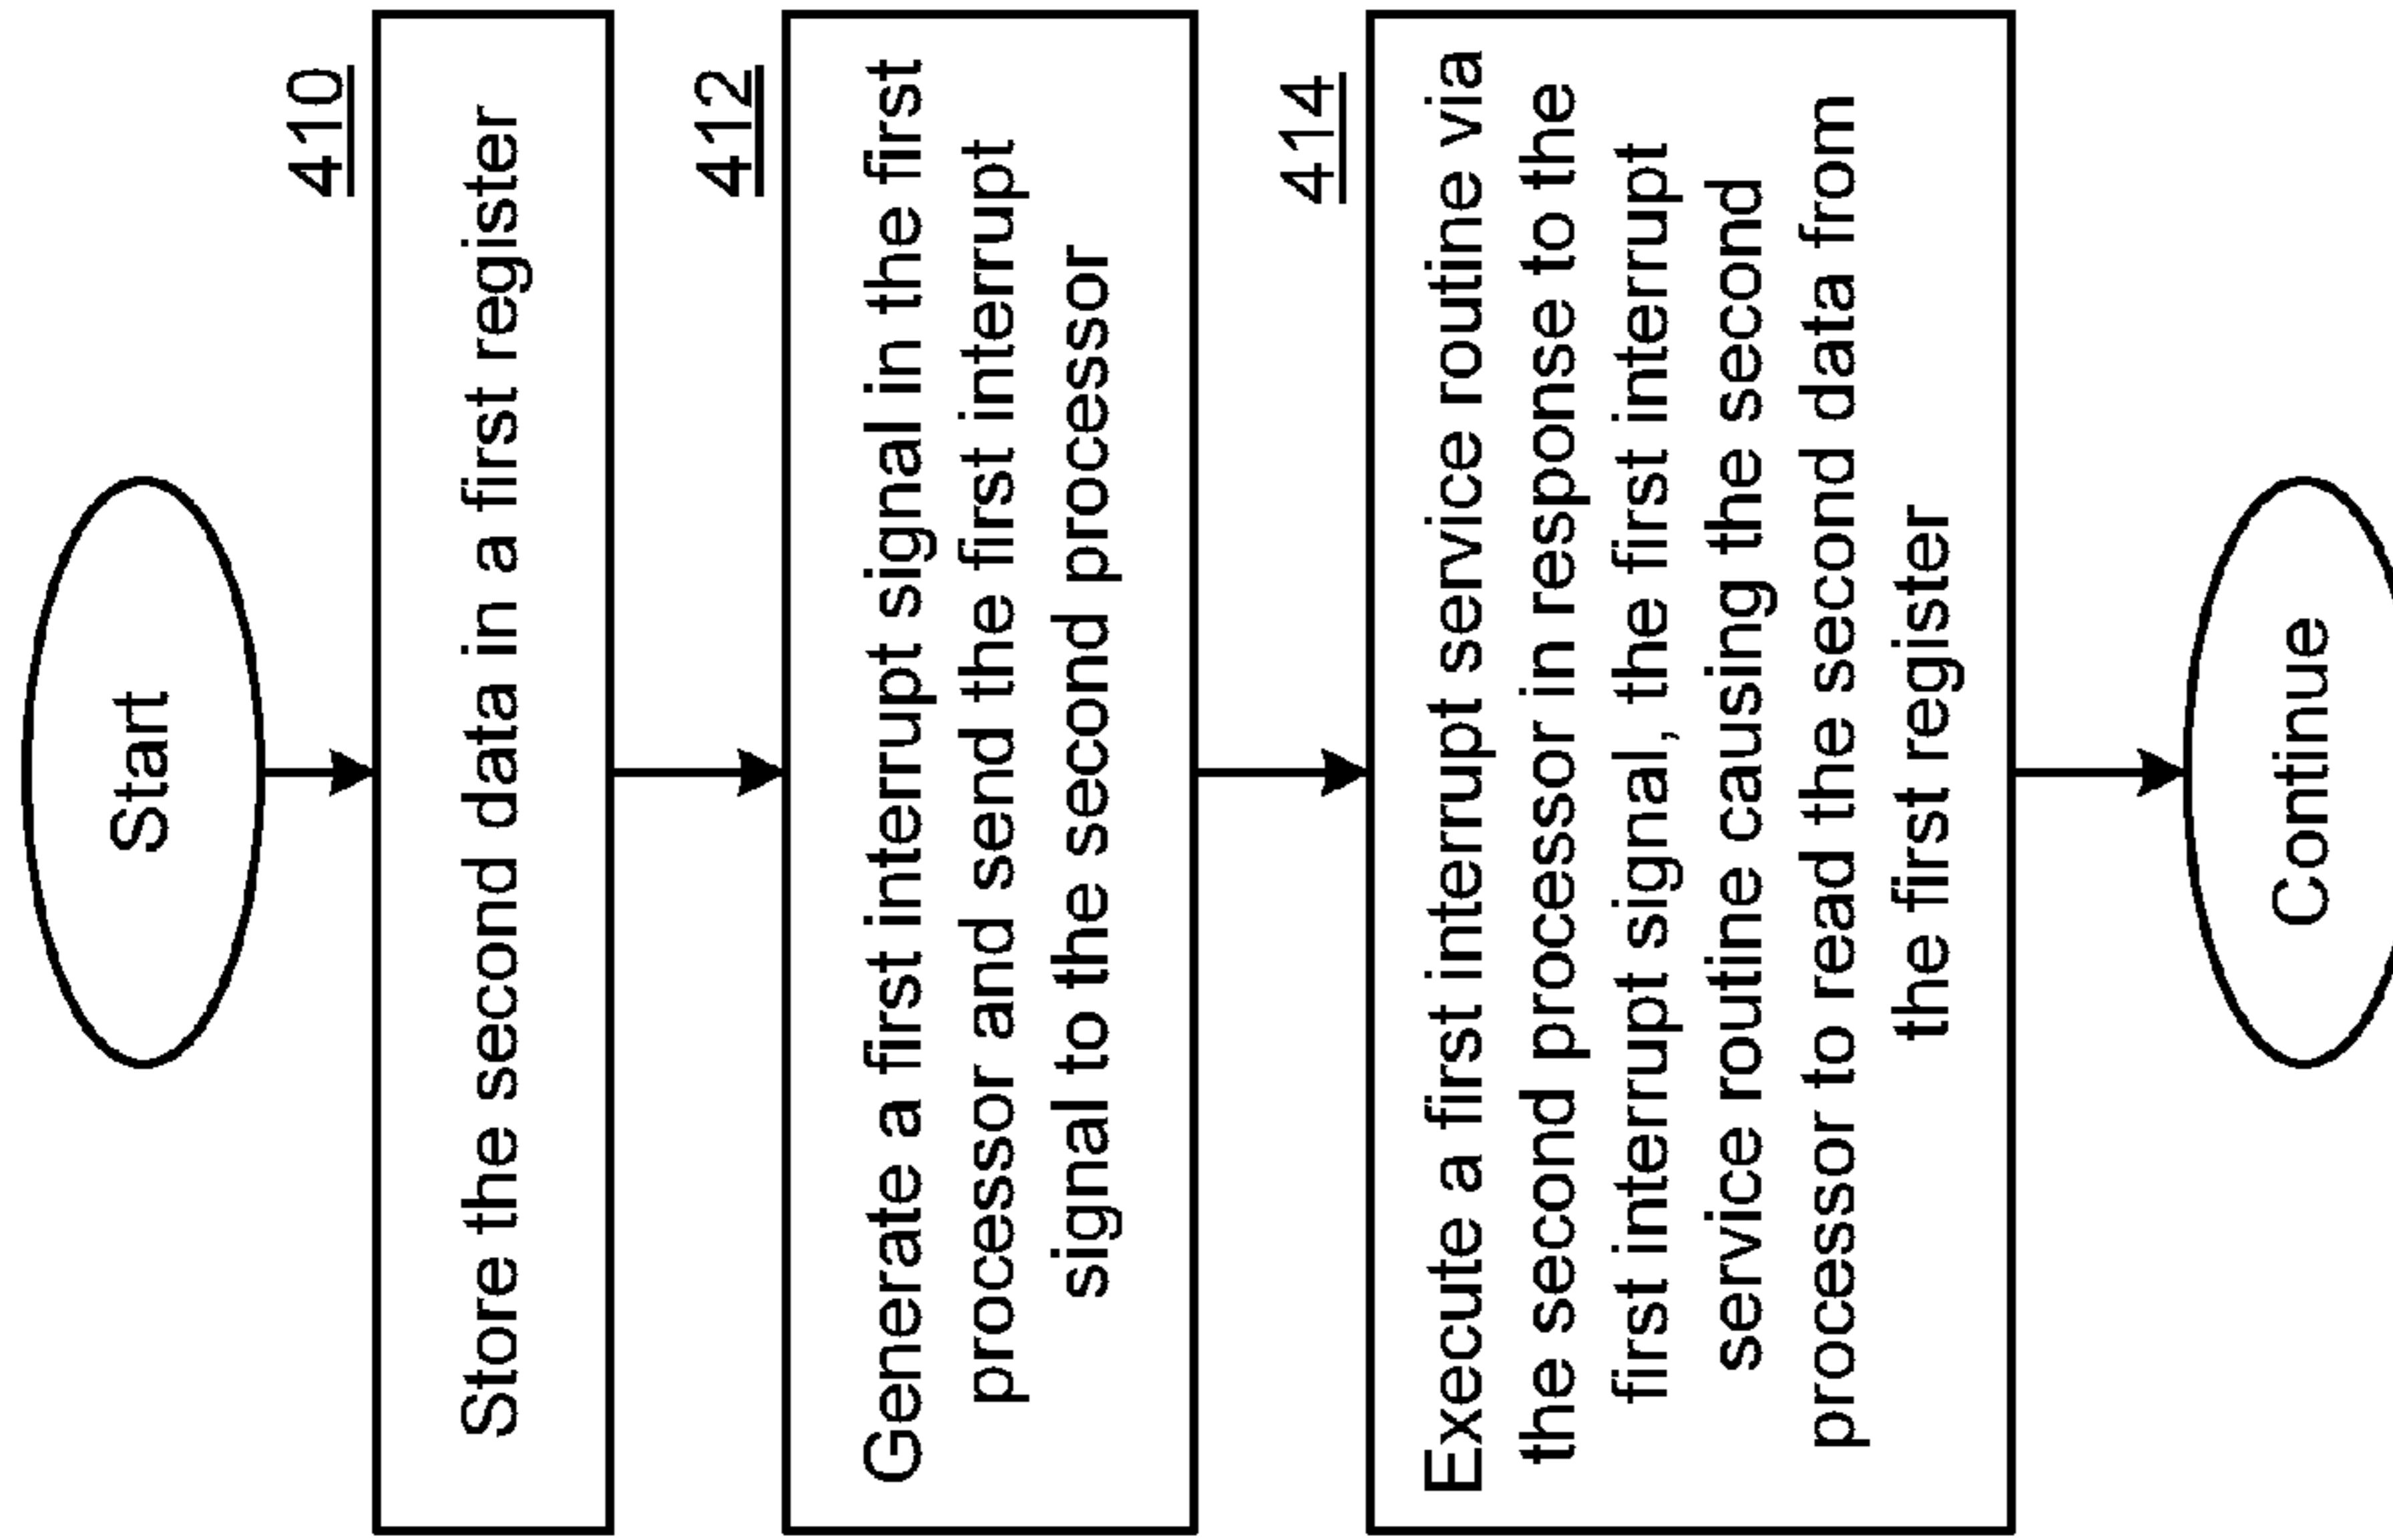 Start
410
Store the second data in a first register
412
Generate a first interrupt signal in the first
processor and send the first interrupt
signal to the second processor
414
Execute a first interrupt service routine via
the second processor in response to the
first interrupt signal, the first interrupt
service routine causing the second
processor to read the second data from
the first register
Continue